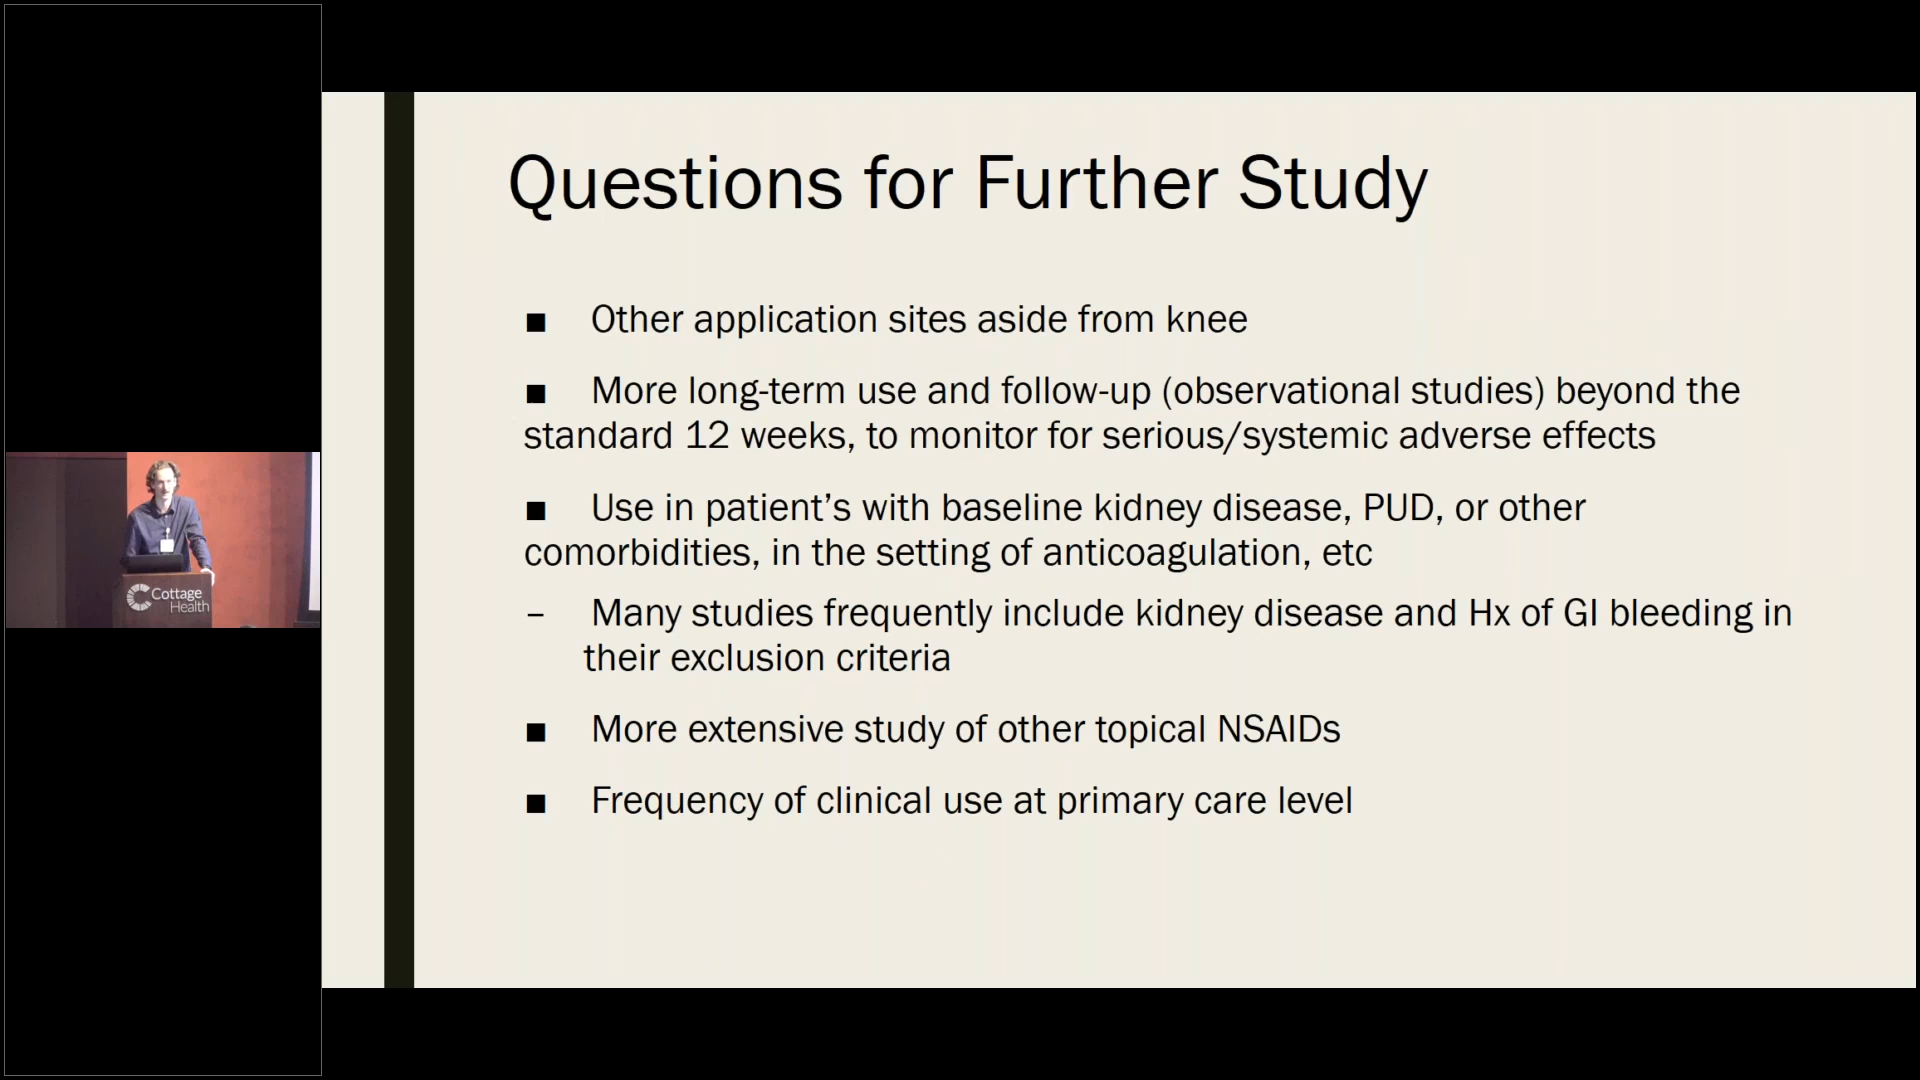 Questions for Further Study
■ Other application sites aside from knee
■ More long-term use and follow-up (observational studies) beyond the
standard 12 weeks, to monitor for serious/systemic adverse effects
■ Use in patient’s with baseline kidney disease, PUD, or other
comorbidities, in the setting of anticoagulation, etc
– Many studies frequently include kidney disease and Hx of GI bleeding in
their exclusion criteria
■ More extensive study of other topical NSAIDs
■ Frequency of clinical use at primary care level
Cottage
Health